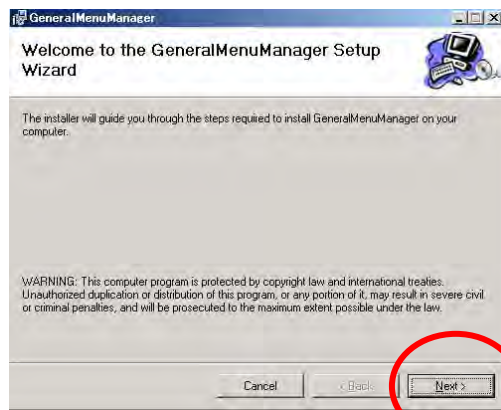 GeneralMenuManager
Welcome to the GeneralMenuManager Setup
Wizard
The installer will guide you through the steps required to install GeneralMenuManager on your
computer.
WARNING: This computer program is protected by copyright law and international treaties.
Unauthorized duplication or distribution of this program, or any portion of it, may result in severe civil
or criminal penalties, and will be prosecuted to the maximum extent possible under the law.
Cancel < Back Next >